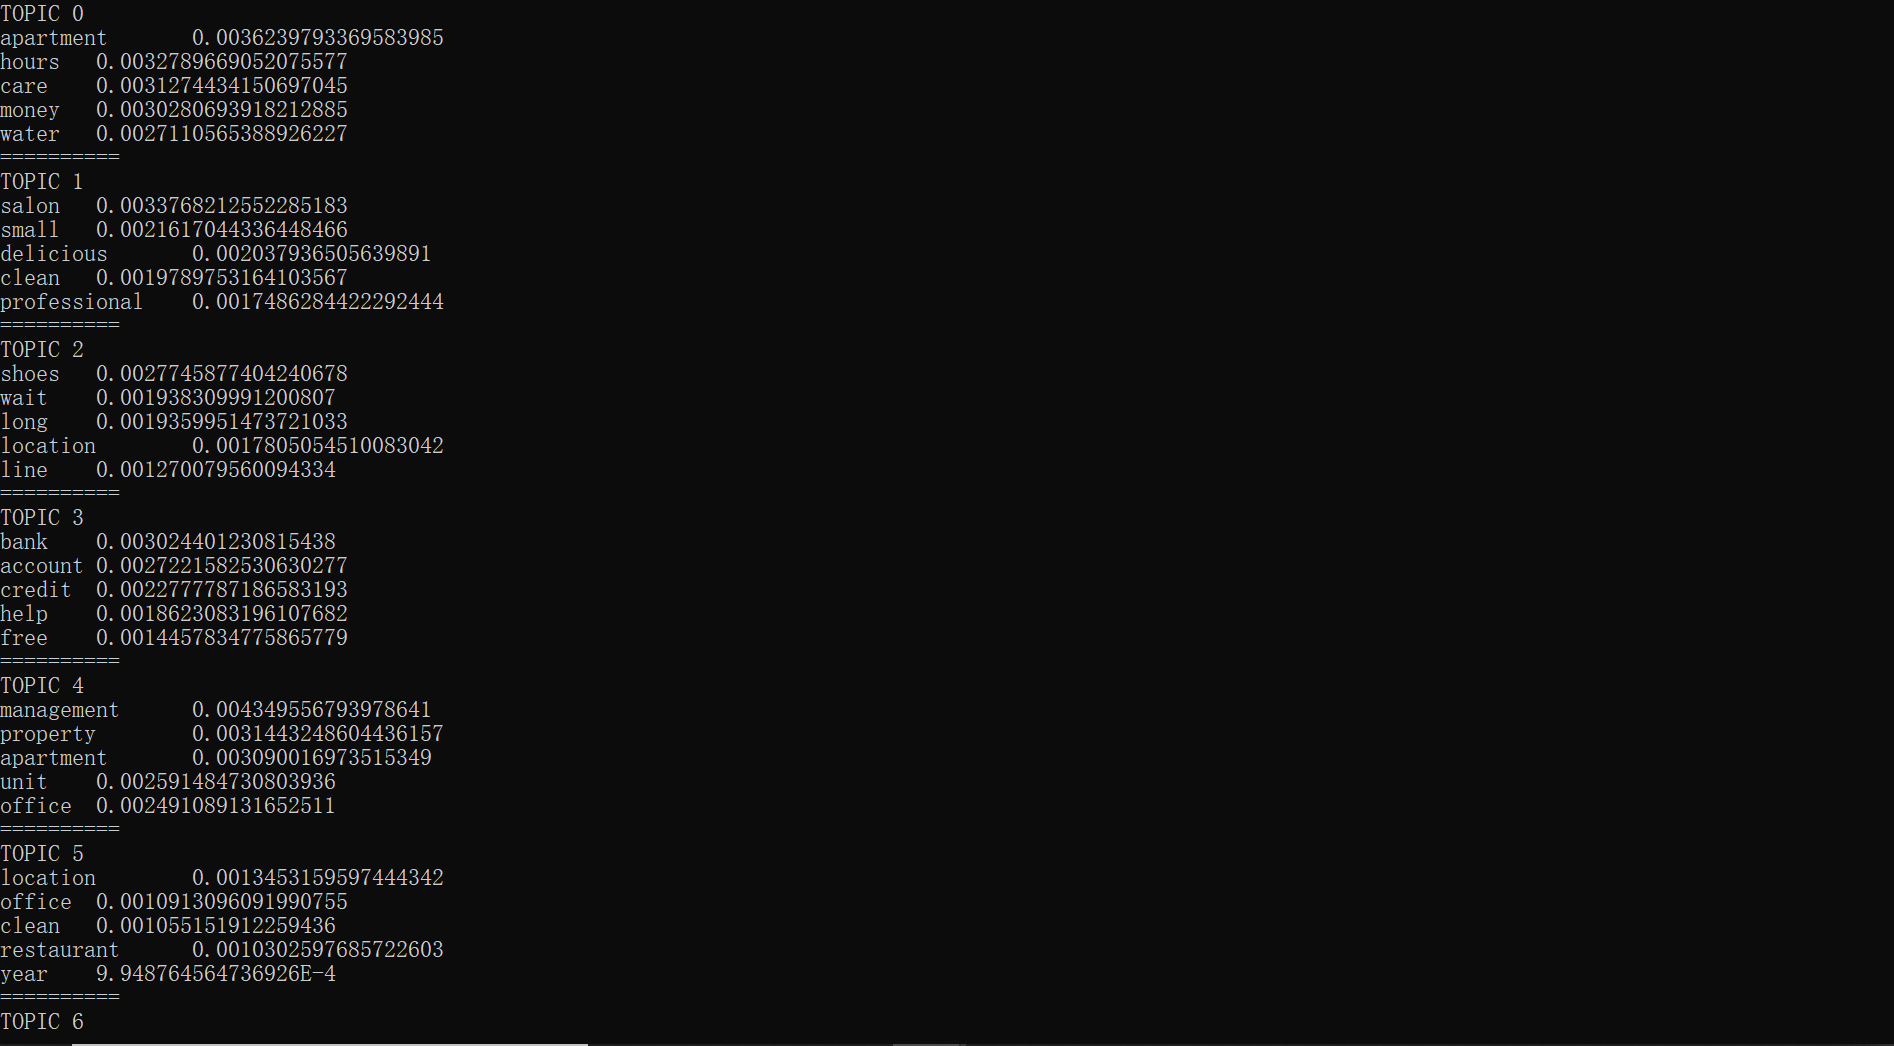 TOPIC 0
apartment 0.0036239793369583985
hours 0.0032789669052075577
care 0.0031274434150697045
money 0.0030280693918212885
water 0.0027110565388926227
==========
TOPIC 1
salon 0.0033768212552285183
small 0.0021617044336448466
delicious 0.002037936505639891
clean 0.0019789753164103567
professional 0.0017486284422292444
==========
TOPIC 2
shoes 0.0027745877404240678
wait 0.001938309991200807
long 0.0019359951473721033
location 0.0017805054510083042
line 0.001270079560094334
==========
TOPIC 3
bank 0.003024401230815438
account 0.0027221582530630277
credit 0.0022777787186583193
help 0.0018623083196107682
free 0.0014457834775865779
==========
TOPIC 4
management 0.004349556793978641
property 0.0031443248604436157
apartment 0.003090016973515349
unit 0.002591484730803936
office 0.002491089131652511
==========
TOPIC 5
location 0.0013453159597444342
office 0.0010913096091990755
clean 0.001055151912259436
restaurant 0.0010302597685722603
year 9.948764564736926E-4
==========
TOPIC 6